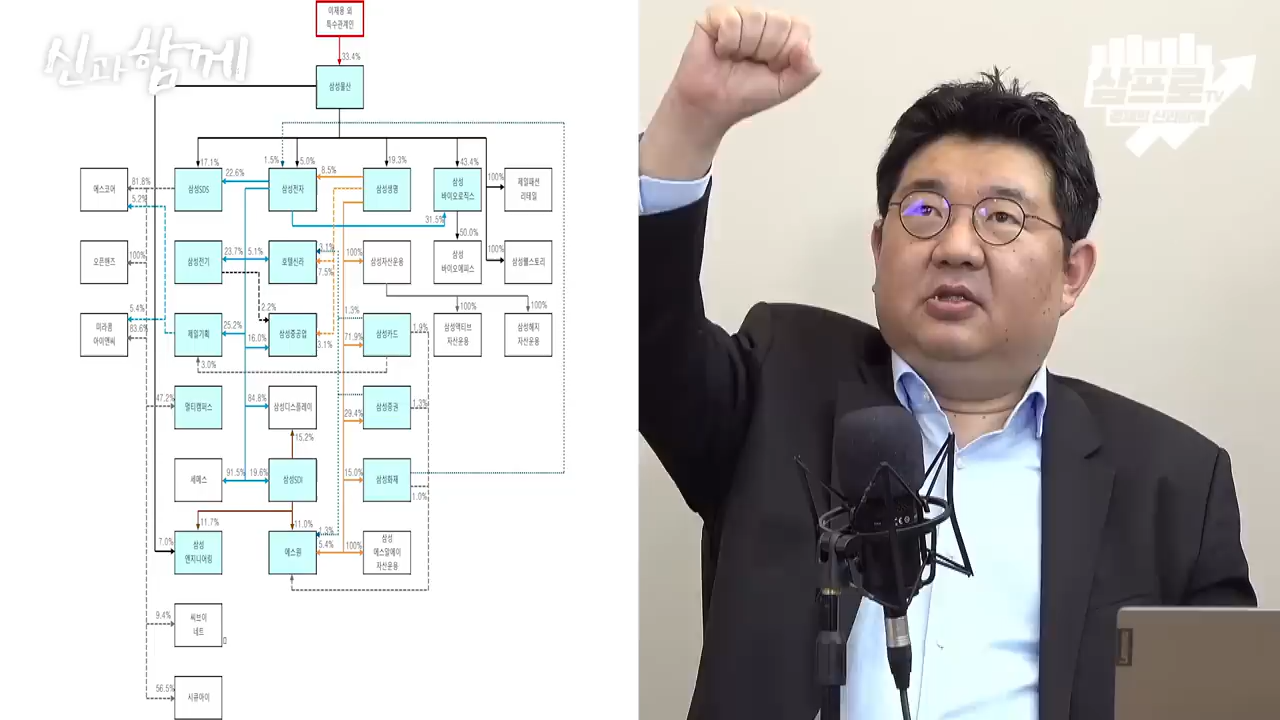 신과함께
이재용 외
특수관계인
33.4%
삼성물산
삼프로TV
경제의 신과함께
17.1%
1.5%
5.0%
19.3%
43.4%
에스코어
81.8%
5.2%
삼성SDS
22.6%
삼성전자
8.5%
삼성생명
삼성
바이오로직스
100%
제일패션
리테일
31.5%
50.0%
오픈핸즈
100%
삼성전기
23.7%
5.1%
호텔신라
3.1%
7.5%
100%
삼성자산운용
삼성
바이오에피스
100%
삼성웰스토리
미라콤
아이앤씨
5.4%
83.6%
제일기획
25.2%
16.0%
2.2%
삼성중공업
3.1%
1.3%
71.9%
삼성카드
1.9%
100%
삼성액티브
자산운용
100%
삼성헤지
자산운용
3.0%
47.2%
멀티캠퍼스
84.8%
삼성디스플레이
29.4%
삼성증권
1.3%
15.2%
세메스
91.5%
19.6%
삼성SDI
15.0%
삼성화재
1.0%
11.7%
11.0%
7.0%
삼성
엔지니어링
에스원
1.3%
5.4%
100%
삼성
에스알에이
자산운용
9.4%
씨브이
네트
56.5%
시큐아이